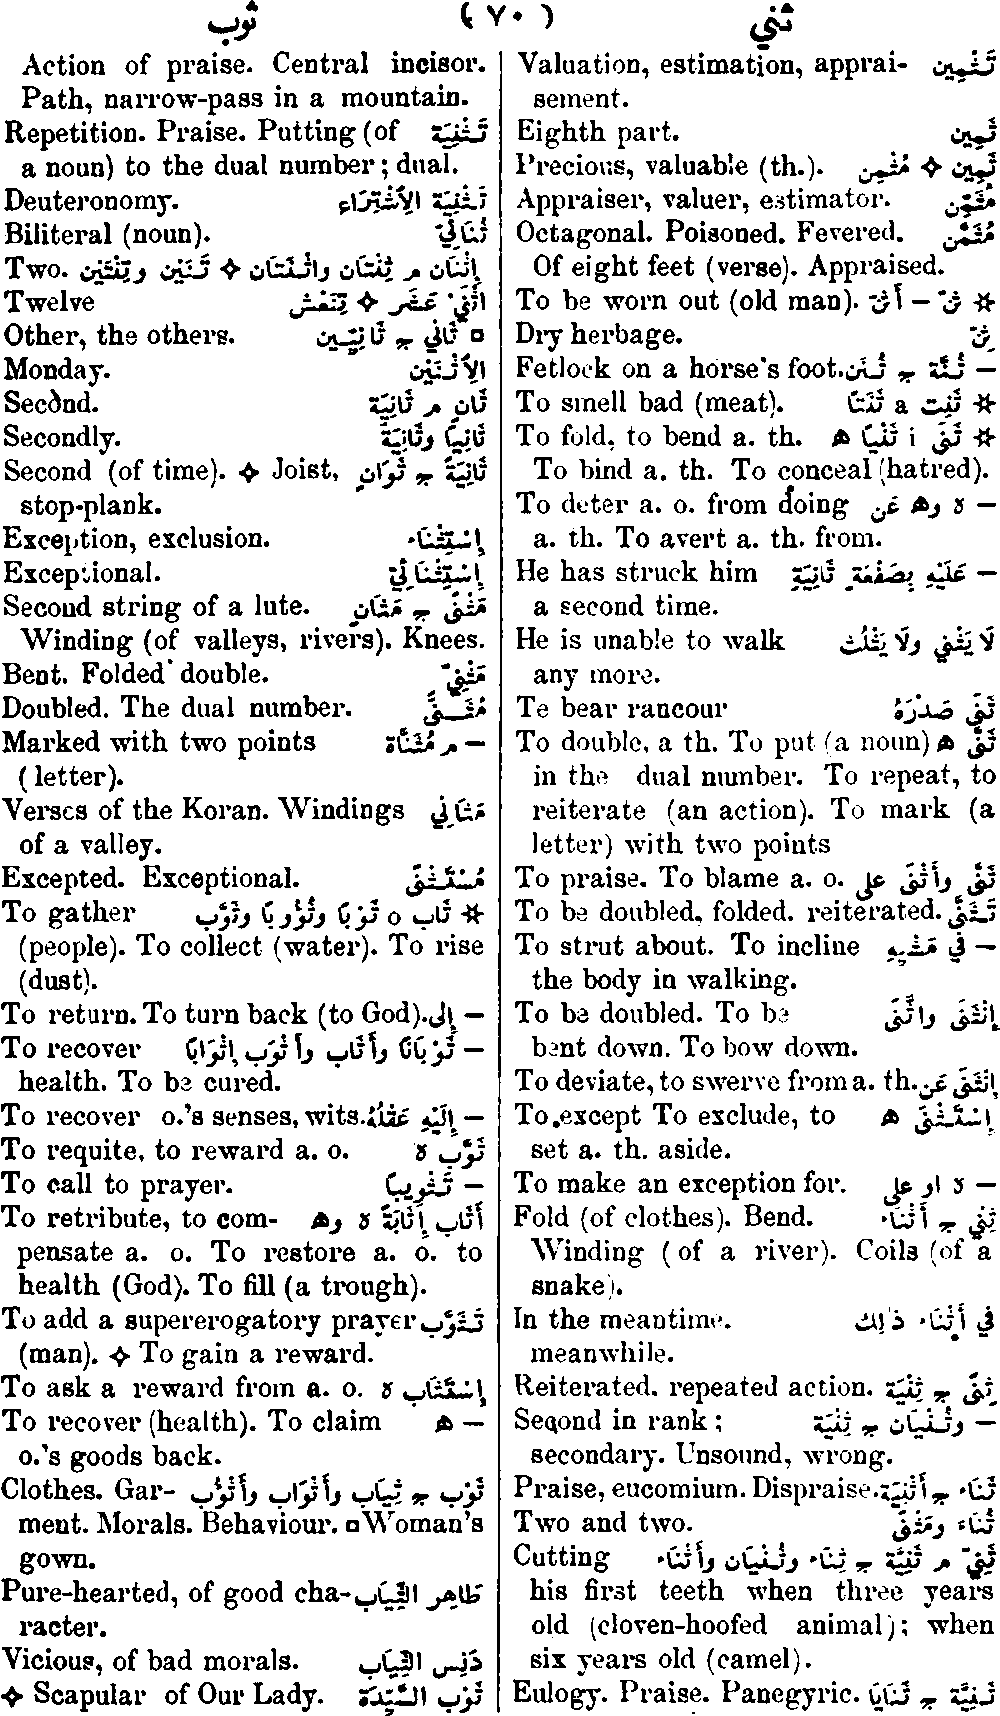 ثوب ( ٧٠ ) ثني
Valuation, estimation, apprai- تَثْمِين
sement.
Eighth part. ثَمِين
Precious, valuable (th.). ثَمِين ✧ مُثْمِن
Appraiser, valuer, estimator. مُثَمِّن
Octagonal. Poisoned. Fevered. مُثَمَّن
Of eight feet (verse). Appraised.
To be worn out (old man). ✲ ثنّ – أَثَنَّ
Dry herbage. ثِنّ
Fetlock on a horse's foot. – ثُنَّة ج ثُنَن
To smell bad (meat). ✲ ثَنِت a ثَنَتًا
To fold, to bend a. th. ✲ ثَنَى i ثَنْيًا ه
To bind a. th. To conceal (hatred).
To deter a. o. from doing – ه وه عَن
a. th. To avert a. th. from.
He has struck him – عَلَيْهِ بِصَفْعَةٍ ثَانِيَةٍ
a second time.
He is unable to walk لَا يَثْنِي ولَا يَثْلُث
any more.
Te bear rancour ثَنَى صَدْرَهُ
To double, a th. To put (a noun) ثَنَّى ه
in the dual number. To repeat, to
reiterate (an action). To mark (a
letter) with two points
To praise. To blame a. o. ثَنَّى وأَثْنَى على
To be doubled, folded. reiterated. تَثَنَّى
To strut about. To incline – في مَشْيِهِ
the body in walking.
To be doubled. To be إِنْثَنَى واثَّنَى
bent down. To bow down.
To deviate, to swerve from a. th. إِنْثَنَى عَن
To.except To exclude, to إِسْتَثْنَى ه
set a. th. aside.
To make an exception for. – ه او على
Fold (of clothes). Bend. ثِنْي ج أَثْنَاء
Winding (of a river). Coils (of a
snake).
In the meantime. في أَثْنَاء ذٰلِك
meanwhile.
Reiterated. repeated action. ثِنًى ج ثِنْيَة
Second in rank; – وثُنْيَان ج ثِنْيَة
secondary. Unsound, wrong.
Praise, eucomium. Dispraise. ثَنَاء ج أَثْنِيَة
Two and two. ثُنَاء ومَثْنَى
Cutting ثَنِيّ م ثَنِيَّة ج ثِنَاء وثُنْيَان وأَثْنَاء
his first teeth when three years
old (cloven-hoofed animal); when
six years old (camel).
Eulogy. Praise. Panegyric. ثَنِيَّة ج ثَنَايَا
Action of praise. Central incisor.
Path, narrow-pass in a mountain.
Repetition. Praise. Putting (of تَثْنِيَة
a noun) to the dual number; dual.
Deuteronomy. تَثْنِيَة الِٱشْتِرَاع
Biliteral (noun). ثُنَائِيّ
Two. إِثْنَان م ثِنْتَان واثْنَتَان ✧ تْنَيْن وتِنْتَيْن
Twelve اثْنَيْ عَشَر ✧ تِنَعْش
Other, the others. ▫ ثَانِي ج ثَانِيِّين
Monday. الِٱثْنَيْن
Second. ثَانٍ م ثَانِيَة
Secondly. ثَانِيًا وثَانِيَةً
Second (of time). ✧ Joist, ثَانِيَة ج ثَوَانٍ
stop-plank.
Exception, exclusion. إِسْتِثْنَاء
Exceptional. إِسْتِثْنَائِيّ
Second string of a lute. مَثْنًى ج مَثَانٍ
Winding (of valleys, rivers). Knees.
Bent. Folded double. مَثْنِيّ
Doubled. The dual number. مُثَنًّى
Marked with two points – م مُثَنَّاة
(letter).
Verses of the Koran. Windings مَثَانِي
of a valley.
Excepted. Exceptional. مُسْتَثْنًى
To gather ✲ ثَاب o ثَوْبًا وثُؤُوبًا وثَوَّب
(people). To collect (water). To rise
(dust).
To return. To turn back (to God). – إِلى
To recover – ثَوَبَانًا وأَثَاب وأَثْوَب إِثْوَابًا
health. To be cured.
To recover o.'s senses, wits. – إِلَيْهِ عَقْلُهُ
To requite, to reward a. o. ثَوَّب ه
To call to prayer. – تَثْوِيبًا
To retribute, to com- أَثَاب إِثَابَةً ه وه
pensate a. o. To restore a. o. to
health (God). To fill (a trough).
To add a supererogatory prayer تَثَوَّب
(man). ✧ To gain a reward.
To ask a reward from a. o. إِسْتَثَاب ه
To recover (health). To claim – ه
o.'s goods back.
Clothes. Gar- ثَوْب ج ثِيَاب وأَثْوَاب وأَثْوُب
ment. Morals. Behaviour. ▫ Woman's
gown.
Pure-hearted, of good cha- طَاهِر الثِّيَاب
racter.
Vicious, of bad morals. دَنِس الثِّيَاب
✧ Scapular of Our Lady. ثَوْب السَّيِّدَة